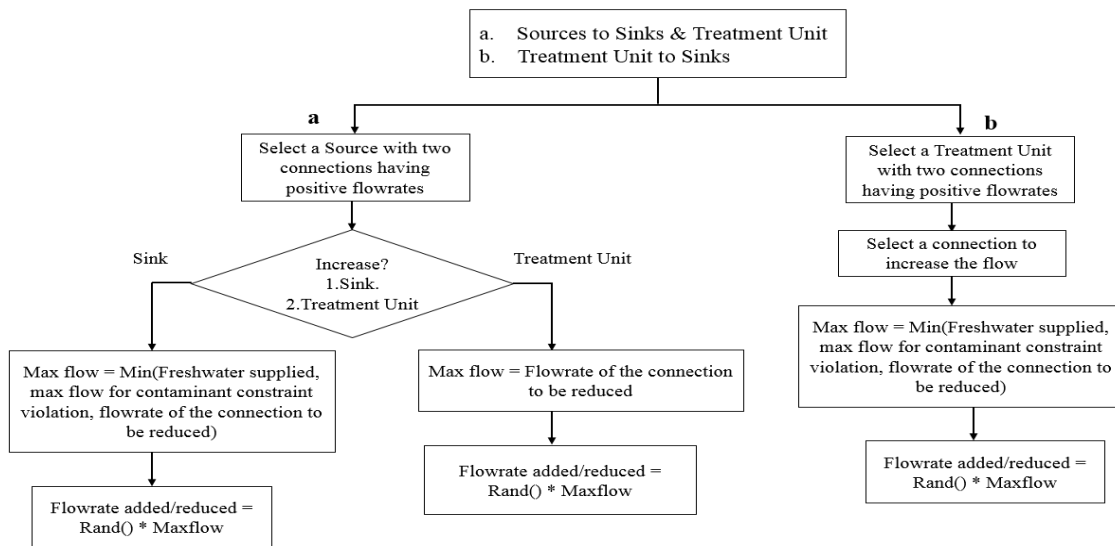 a. Sources to Sinks & Treatment Unit
b. Treatment Unit to Sinks
a
b
Select a Source with two
connections having
positive flowrates
Select a Treatment Unit
with two connections
having positive flowrates
Sink
Increase?
1.Sink.
2.Treatment Unit
Treatment Unit
Select a connection to
increase the flow
Max flow = Min(Freshwater supplied,
max flow for contaminant constraint
violation, flowrate of the connection to
be reduced)
Max flow = Flowrate of the connection
to be reduced
Max flow = Min(Freshwater supplied,
max flow for contaminant constraint
violation, flowrate of the connection to
be reduced)
Flowrate added/reduced =
Rand() * Maxflow
Flowrate added/reduced =
Rand() * Maxflow
Flowrate added/reduced =
Rand() * Maxflow